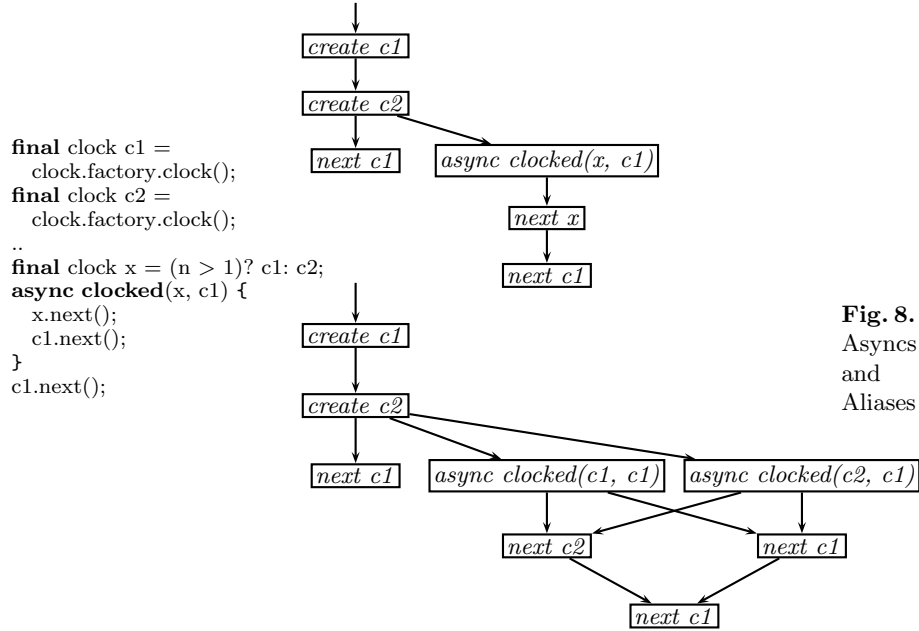 final clock c1 =
clock.factory.clock();
final clock c2 =
clock.factory.clock();
..
final clock x = (n > 1)? c1: c2;
async clocked(x, c1) {
x.next();
c1.next();
}
c1.next();
create c1
create c2
next c1
async clocked(x, c1)
next x
next c1
create c1
create c2
next c1
async clocked(c1, c1)
async clocked(c2, c1)
next c2
next c1
next c1
Fig. 8.
Asyncs
and
Aliases